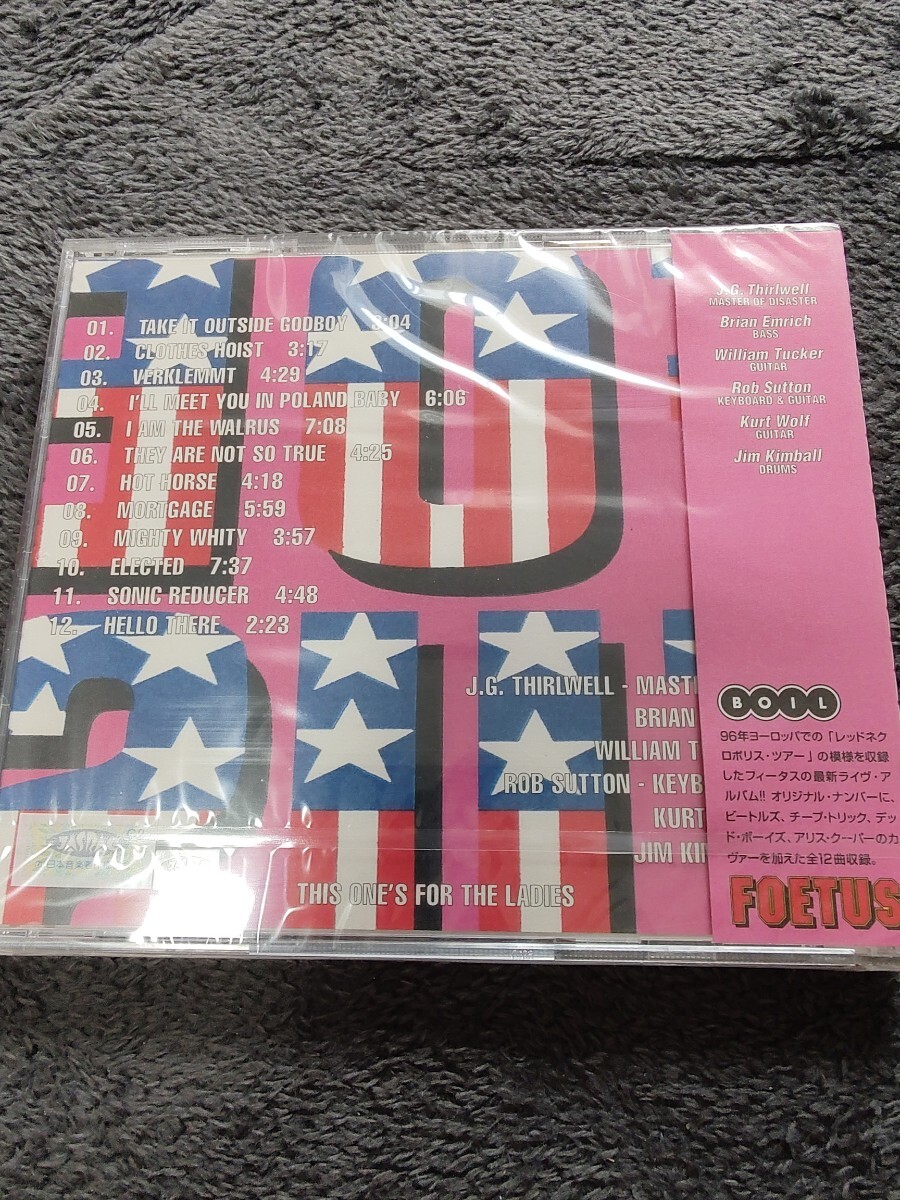 01. TAKE IT OUTSIDE GODBOY 3:04
02. CLOTHES HOIST 3:17
03. VERKLEMMT 4:29
04. I'LL MEET YOU IN POLAND BABY 6:06
05. I AM THE WALRUS 7:08
06. THEY ARE NOT SO TRUE 4:25
07. HOT HORSE 4:18
08. MORTGAGE 5:59
09. MIGHTY WHITY 3:57
10. ELECTED 7:37
11. SONIC REDUCER 4:48
12. HELLO THERE 2:23
J.G. THIRLWELL - MAST
BRIAN
WILLIAM T
ROB SUTTON - KEYB
KURT
JIM KI
THIS ONE'S FOR THE LADIES
J.G. Thirlwell
MASTER OF DISASTER
Brian Emrich
BASS
William Tucker
GUITAR
Rob Sutton
KEYBOARD & GUITAR
Kurt Wolf
GUITAR
Jim Kimball
DRUMS
BOIL
96年ヨーロッパでの「レッドネク
ロポリス・ツアー」の模様を収録
したフィータスの最新ライヴ・ア
ルバム!! オリジナル・ナンバーに、
ビートルズ、チープ・トリック、デッ
ド・ボーイズ、アリス・クーパーのカ
ヴァーを加えた全12曲収録。
FOETUS